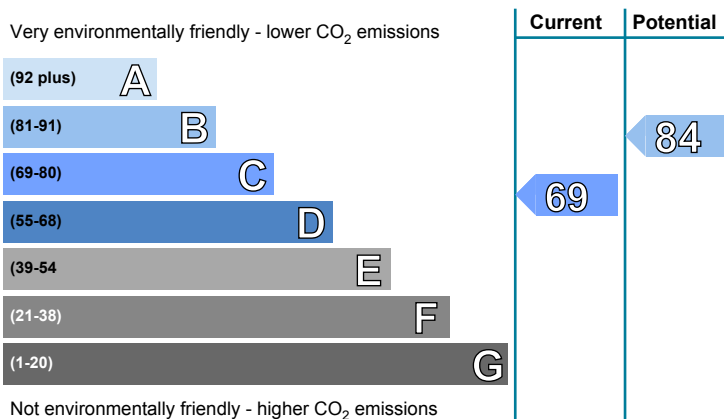 Current Potential
Very environmentally friendly - lower CO2 emissions
(92 plus) A
(81-91) B
84
(69-80) C
69
(55-68) D
(39-54 E
(21-38) F
(1-20) G
Not environmentally friendly - higher CO2 emissions